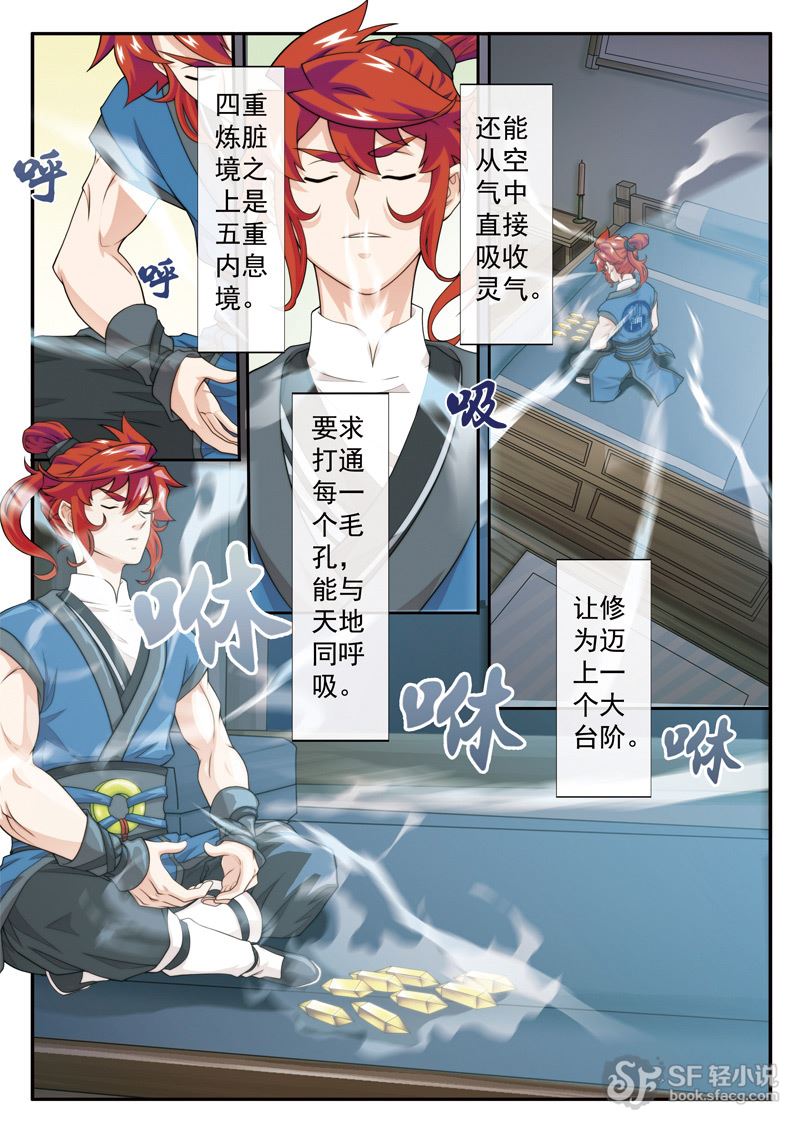 呼
呼
四重
炼脏
境之
上是
五重
内息
境。
还能
从空
气中
直接
吸收
灵气。
吸
要求
打通
每一
个毛
孔，
能与
天地
同呼
吸。
咻
咻
让修
为迈
上一
个大
台阶。
咻
SF 轻小说
book.sfacg.com